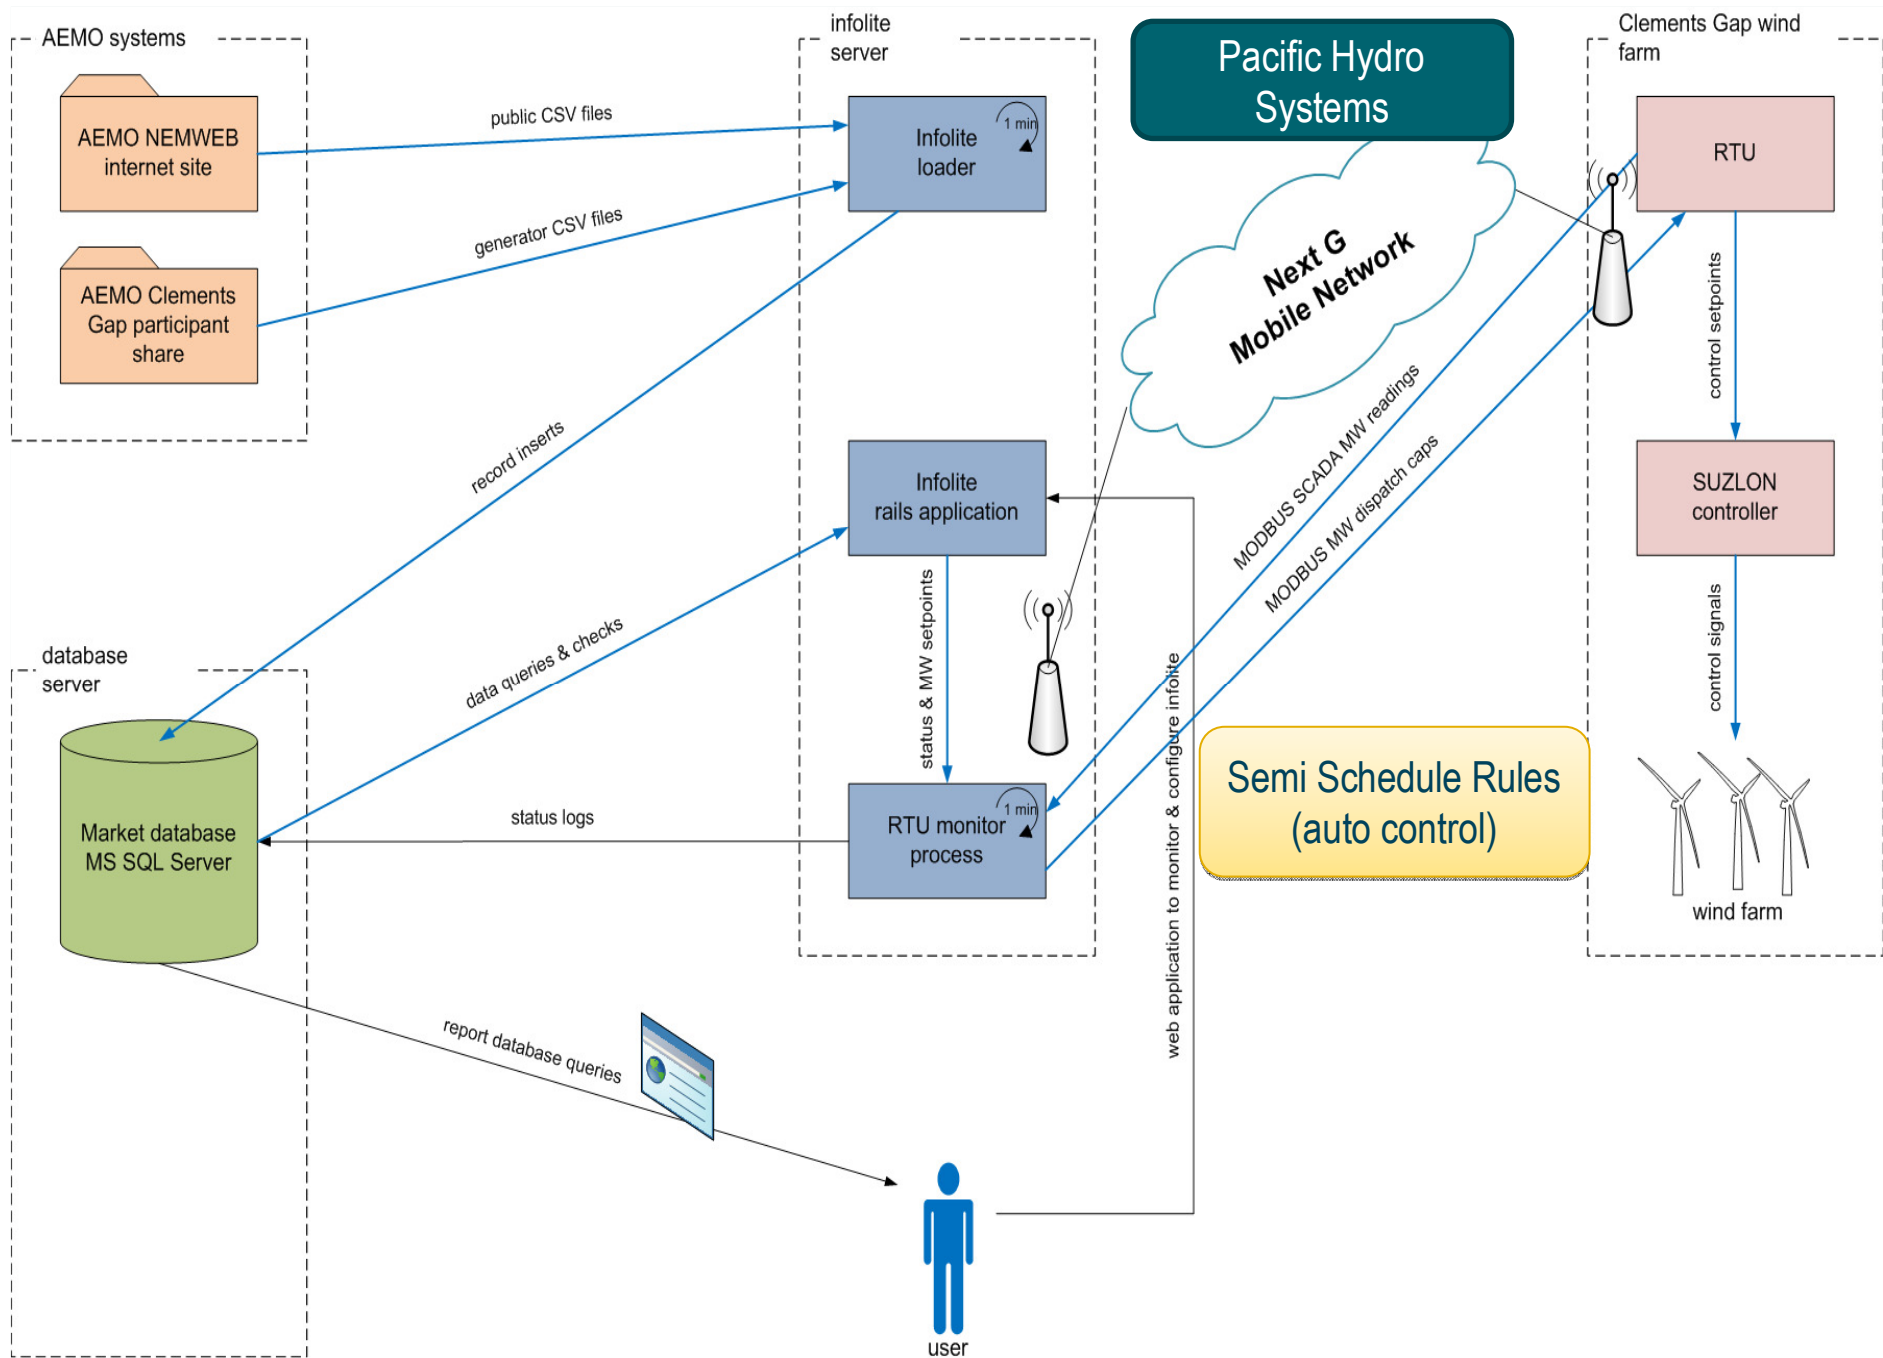 AEMO systems
infolite
server
Pacific Hydro
Systems
Clements Gap wind
farm
AEMO NEMWEB
internet site
public CSV files
Infolite
loader
1 min
RTU
generator CSV files
AEMO Clements
Gap participant
share
Next G
Mobile Network
control setpoints
record inserts
MODBUS SCADA MW readings
MODBUS MW dispatch caps
Infolite
rails application
SUZLON
controller
status & MW setpoints
control signals
data queries & checks
web application to monitor & configure infolite
database
server
Semi Schedule Rules
(auto control)
Market database
MS SQL Server
status logs
RTU monitor
process
1 min
wind farm
report database queries
user